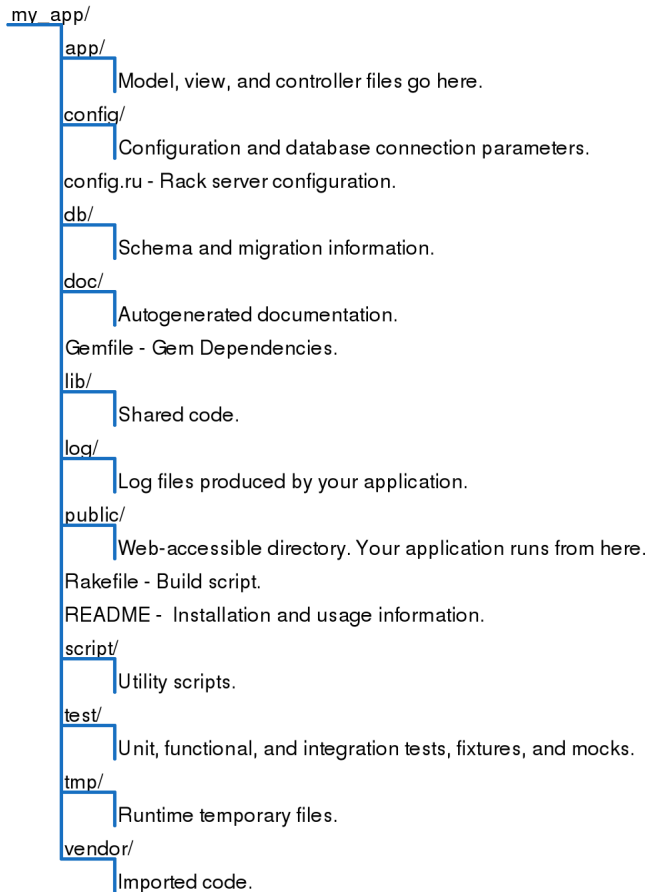 my_app/
app/
Model, view, and controller files go here.
config/
Configuration and database connection parameters.
config.ru - Rack server configuration.
db/
Schema and migration information.
doc/
Autogenerated documentation.
Gemfile - Gem Dependencies.
lib/
Shared code.
log/
Log files produced by your application.
public/
Web-accessible directory. Your application runs from here.
Rakefile - Build script.
README -  Installation and usage information.
script/
Utility scripts.
test/
Unit, functional, and integration tests, fixtures, and mocks.
tmp/
Runtime temporary files.
vendor/
Imported code.